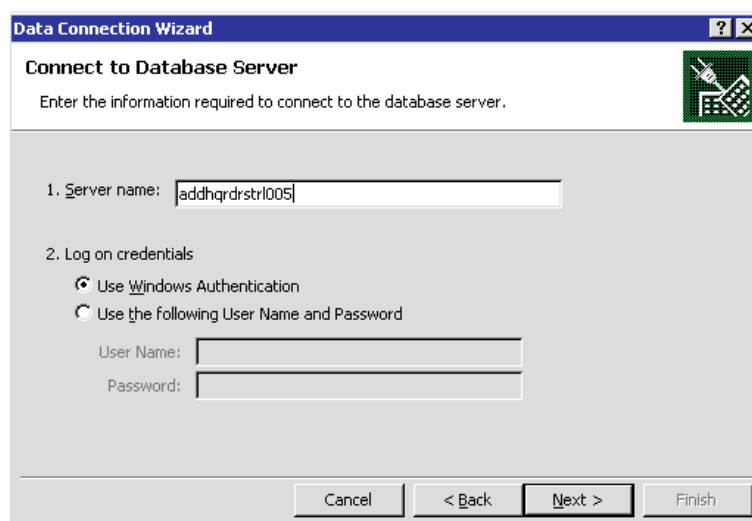 Data Connection Wizard
Connect to Database Server
Enter the information required to connect to the database server.
1. Server name: addhqrdrstrl005
2. Log on credentials
Use Windows Authentication
Use the following User Name and Password
User Name:
Password:
Cancel < Back Next > Finish